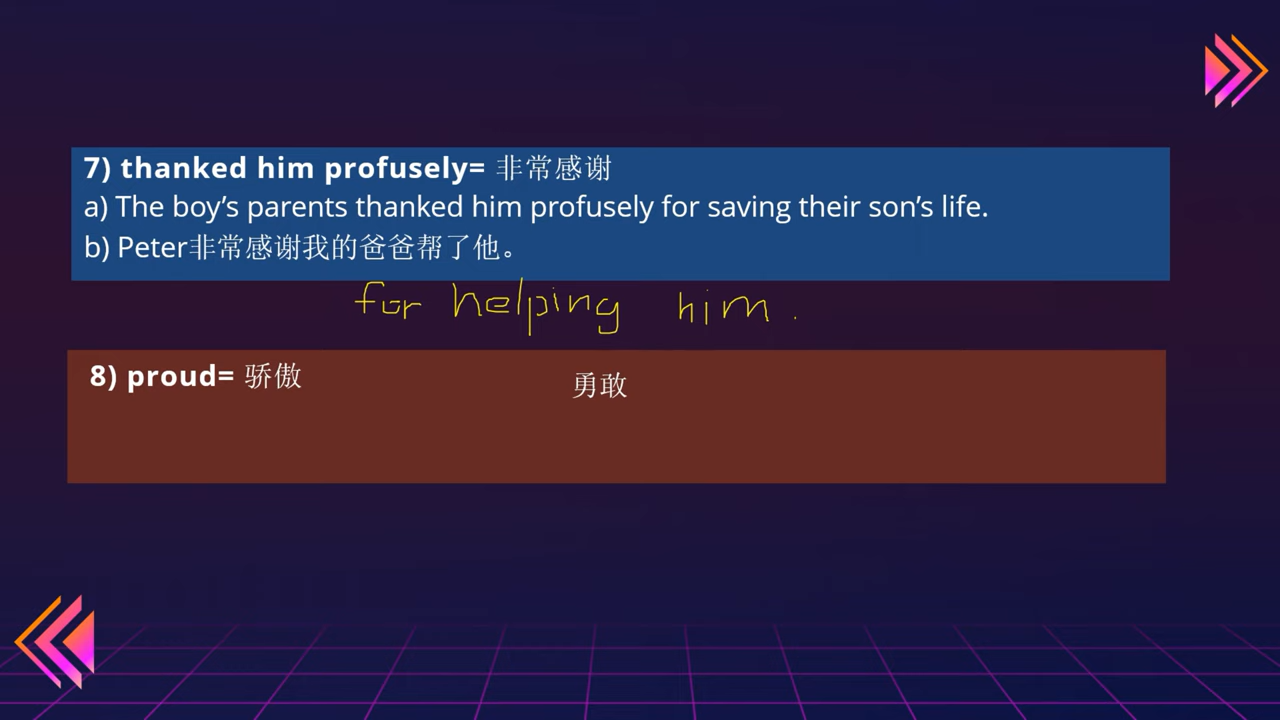 7) thanked him profusely= 非常感谢
a) The boy’s parents thanked him profusely for saving their son’s life.
b) Peter非常感谢我的爸爸帮了他。
for helping him.
8) proud= 骄傲 勇敢